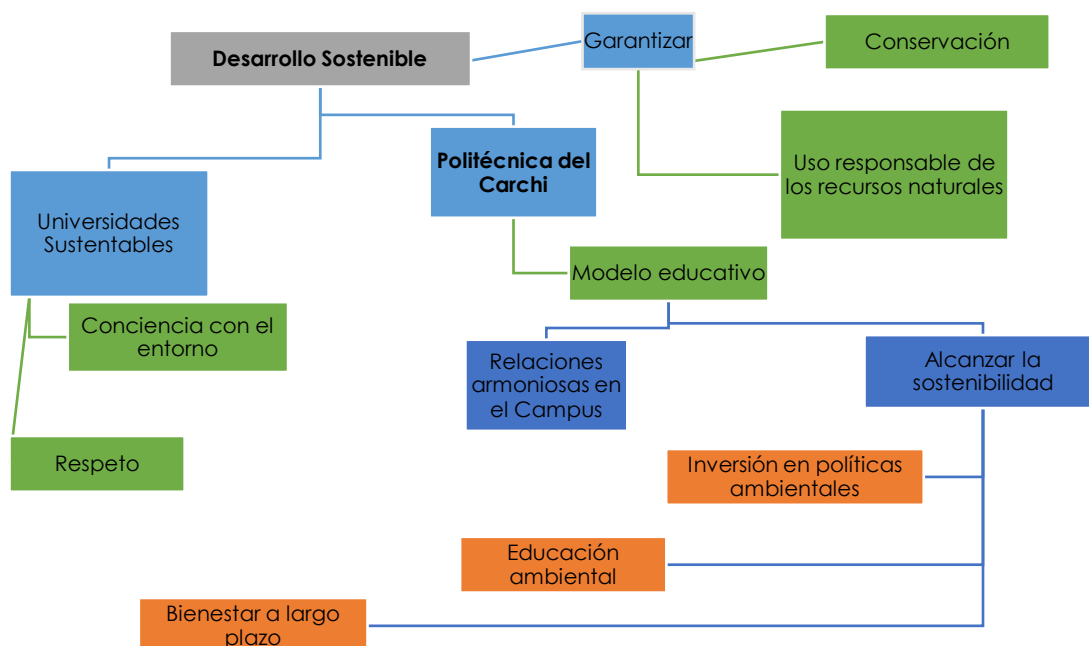 Garantizar
Conservación
Desarrollo Sostenible
Politécnica del
Carchi
Uso responsable de
los recursos naturales
Universidades
Sustentables
Modelo educativo
Conciencia con el
entorno
Relaciones
armoniosas en
el Campus
Alcanzar la
sostenibilidad
Respeto
Inversión en políticas
ambientales
Educación
ambiental
Bienestar a largo
plazo